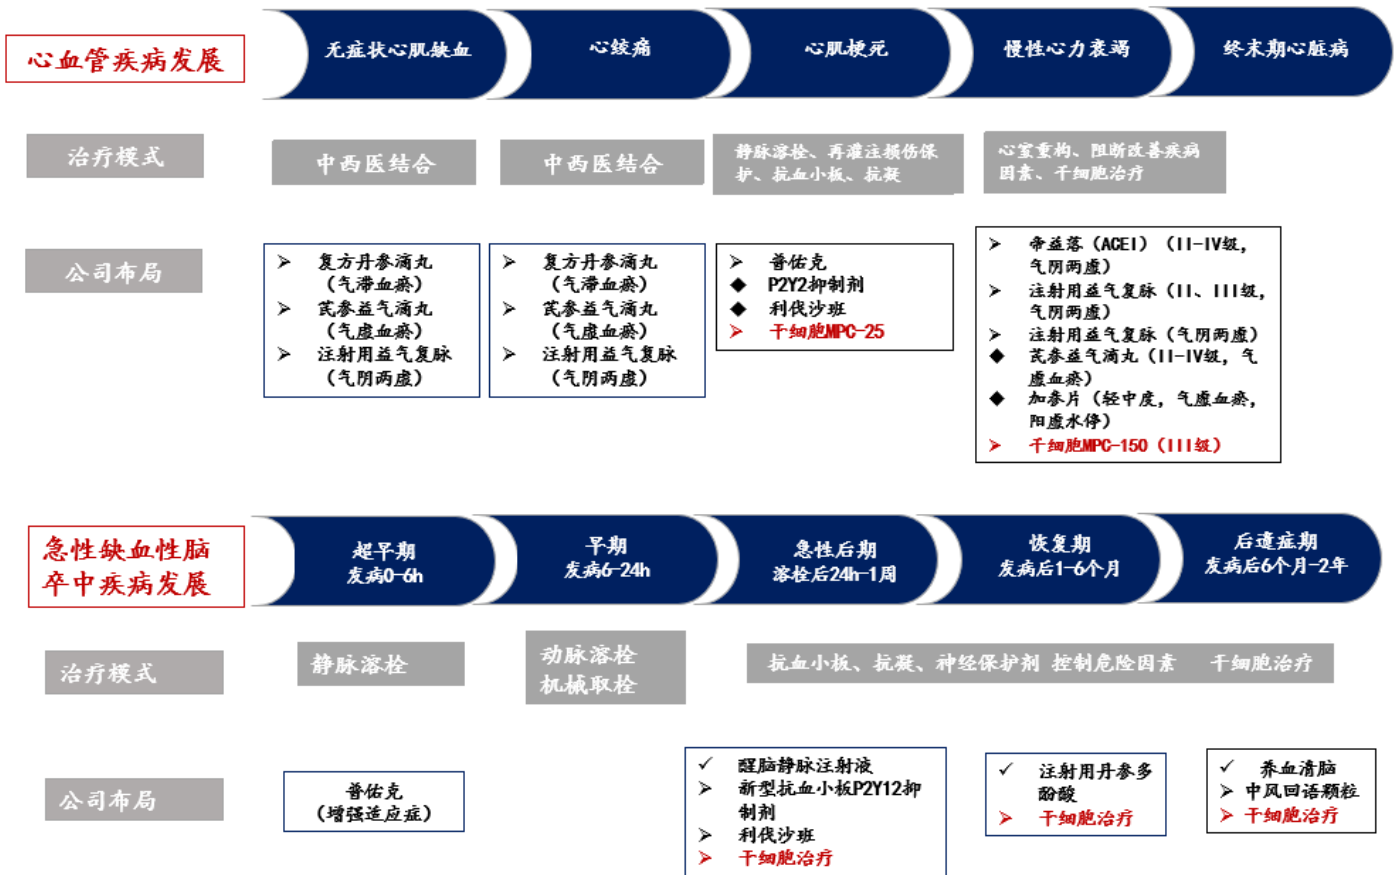 心血管疾病发展
无症状心肌缺血
心绞痛
心肌梗死
慢性心力衰竭
终末期心脏病
治疗模式
中西医结合
中西医结合
静脉溶栓、再灌注损伤保
护、抗血小板、抗凝
心室重构、阻断改善疾病
因素、干细胞治疗
公司布局
➢ 复方丹参滴丸
（气滞血瘀）
➢ 芪参益气滴丸
（气虚血瘀）
➢ 注射用益气复脉
（气阴两虚）
➢ 复方丹参滴丸
（气滞血瘀）
➢ 芪参益气滴丸
（气虚血瘀）
➢ 注射用益气复脉
（气阴两虚）
➢ 普佑克
◆ P2Y2抑制剂
◆ 利伐沙班
➢ 干细胞MPC-25
➢ 帝益落（ACEI）（II-IV级，
气阴两虚）
➢ 注射用益气复脉（II、III级，
气阴两虚）
➢ 注射用益气复脉（气阴两虚）
◆ 芪参益气滴丸（II-IV级，气
虚血瘀）
◆ 加参片（轻中度，气虚血瘀，
阳虚水停）
➢ 干细胞MPC-150（III级）
急性缺血性脑
卒中疾病发展
超早期
发病0-6h
早期
发病6-24h
急性后期
溶栓后24h-1周
恢复期
发病后1-6个月
后遗症期
发病后6个月-2年
治疗模式
静脉溶栓
动脉溶栓
机械取栓
抗血小板、抗凝、神经保护剂 控制危险因素 干细胞治疗
公司布局
普佑克
（增强适应症）
✓ 醒脑静脉注射液
➢ 新型抗血小板P2Y12抑
制剂
➢ 利伐沙班
➢ 干细胞治疗
✓ 注射用丹参多
酚酸
➢ 干细胞治疗
✓ 养血清脑
➢ 中风回语颗粒
➢ 干细胞治疗